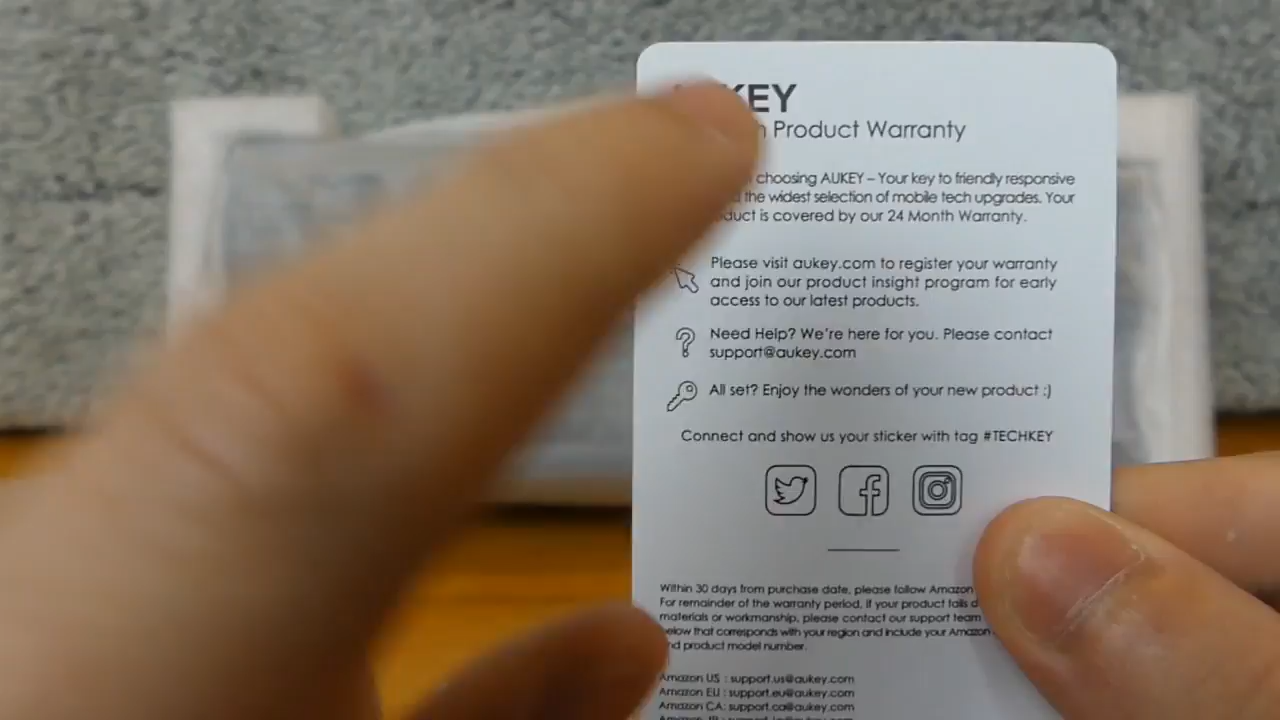 KEY
Product Warranty
choosing AUKEY – Your key to friendly responsive
the widest selection of mobile tech upgrades. Your
is covered by our 24 Month Warranty.
Please visit aukey.com to register your warranty
and join our product insight program for early
access to our latest products.
Need Help? We're here for you. Please contact
support@aukey.com
All set? Enjoy the wonders of your new product :)
Connect and show us your sticker with tag #TECHKEY
Within 30 days from purchase date, please follow Amazon
For remainder of the warranty period, if your product fails
materials or workmanship, please contact our support team
below that corresponds with your region and include your Amazon
and product model number.
Amazon US : support.us@aukey.com
Amazon EU : support.eu@aukey.com
Amazon CA: support.ca@aukey.com